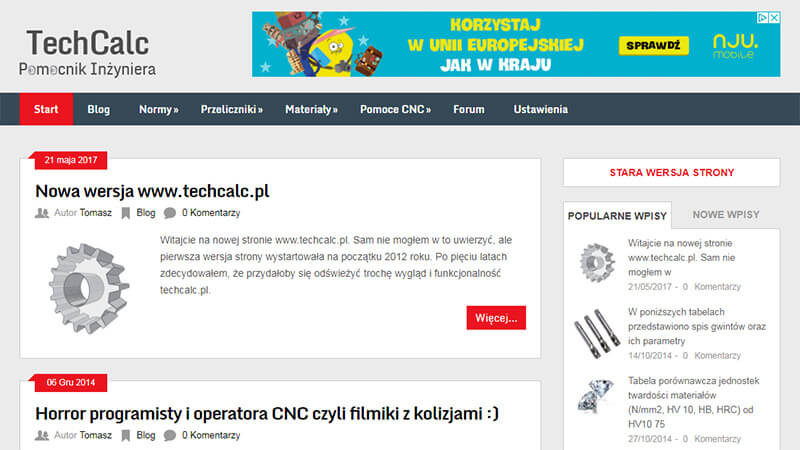 TechCalc
Pomocnik Inżyniera
KORZYSTAJ
W UNII EUROPEJSKIEJ
JAK W KRAJU
SPRAWDŹ
nju.
mobile
Start Blog Normy» Przeliczniki» Materiały» Pomoce CNC» Forum Ustawienia
21 maja 2017
Nowa wersja www.techcalc.pl
Autor Tomasz Blog 0 Komentarzy
Witajcie na nowej stronie www.techcalc.pl. Sam nie mogłem w to uwierzyć, ale
pierwsza wersja strony wystartowała na początku 2012 roku. Po pięciu latach
zdecydowałem, że przydałoby się odświeżyć trochę wygląd i funkcjonalność
techcalc.pl.
Więcej...
06 Gru 2014
Horror programisty i operatora CNC czyli filmiki z kolizjami :)
Autor Tomasz Blog 0 Komentarzy
STARA WERSJA STRONY
POPULARNE WPISY NOWE WPISY
Witajcie na nowej stronie
www.techcalc.pl. Sam nie
mogłem w
21/05/2017 - 0 Komentarzy
W poniższych tabelach
przedstawiono spis gwintów oraz
ich parametry
14/10/2014 - 0 Komentarzy
Tabela porównawcza jednostek
twardości materiałów
(N/mm2, HV 10, HB, HRC) od
HV10 75
27/10/2014 - 0 Komentarzy